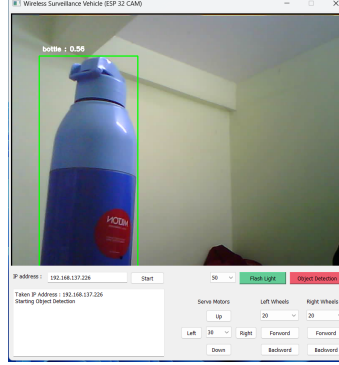 Wireless Surveillance Vehicle (ESP 32 CAM)
bottle : 0.56
IP address : 192.168.137.226 Start 50 Flash Light Object Detection
Taken IP Address : 192.168.137.226
Starting Object Detection
Servo Motors Left Wheels Right Wheels
Up 20 20
Left 30 Right Forword Forword
Down Backword Backword